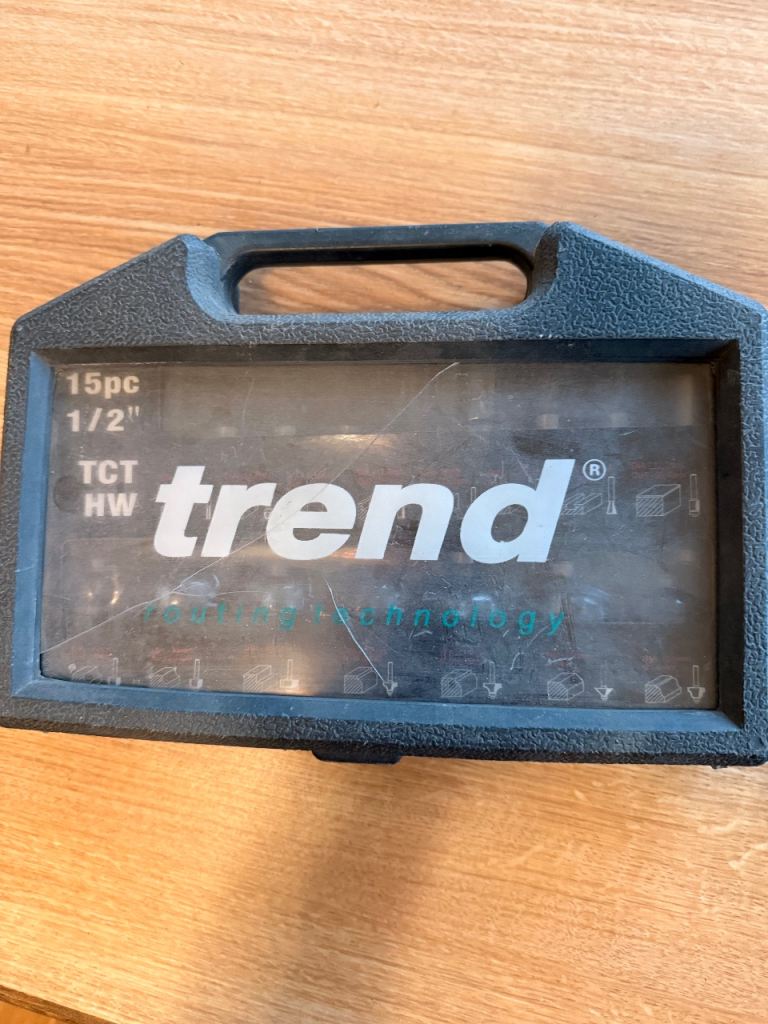 15pc
1/2"
TCT
HW
trend®
routing technology